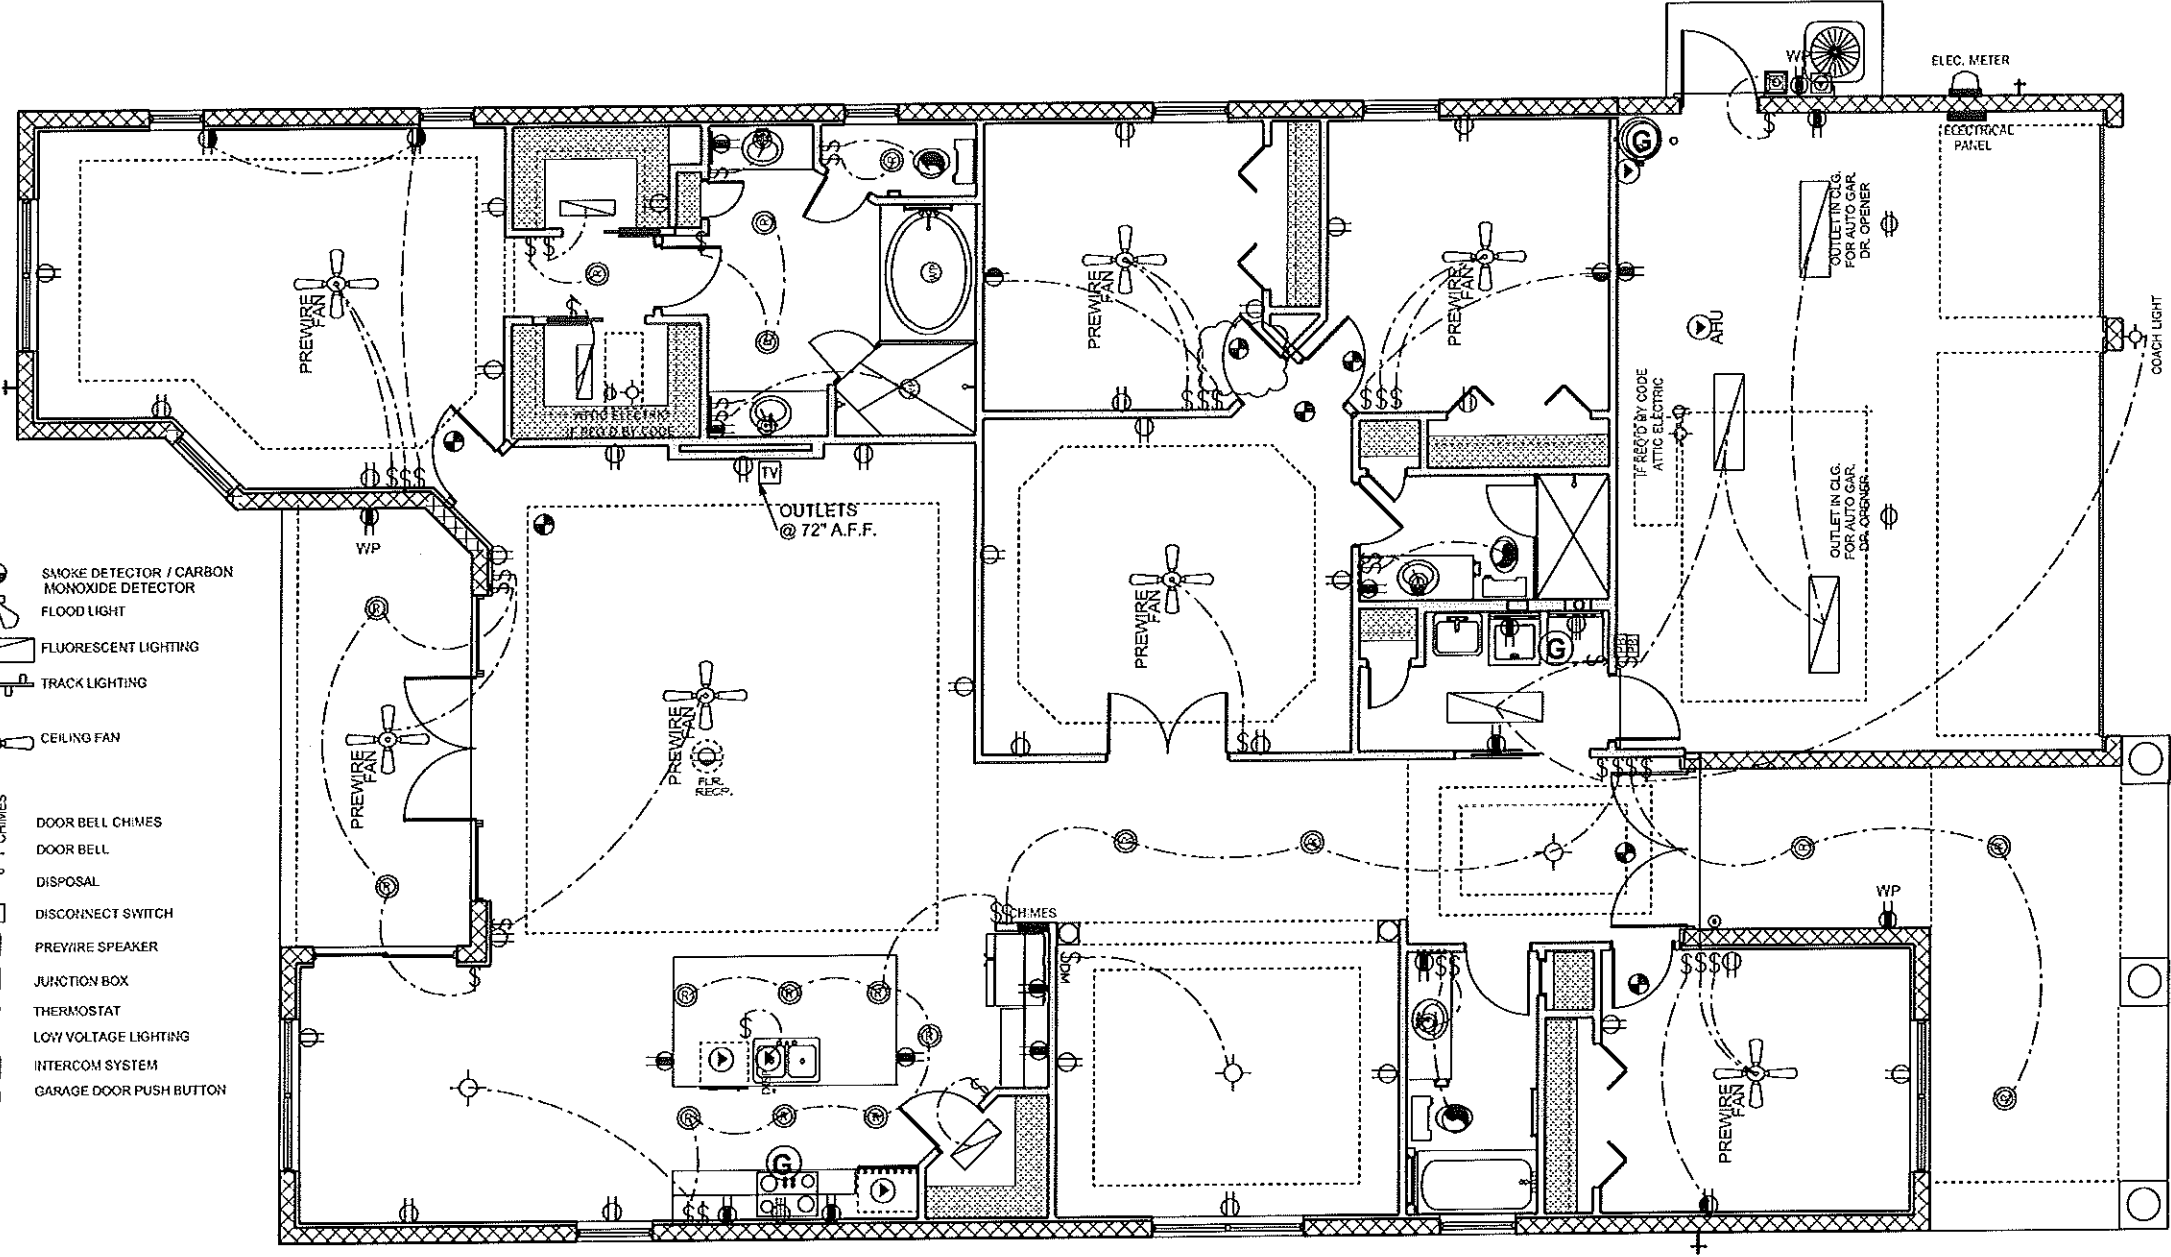 WP
ELEC. METER
ELECTRICAL
PANEL
G
OUTLET IN CLG.
FOR AUTO GAR.
DR. OPENER
PREWIRE
FAN
PREWIRE
FAN
PREWIRE
FAN
AHU
COACH LIGHT
WP
IF REQ'D BY CODE
ATTIC ELECTRIC
ATTIC ELECTRIC
IF REQ'D BY CODE
TV
OUTLETS
@ 72" A.F.F.
OUTLET IN CLG.
FOR AUTO GAR.
DR. OPENER
WP
SMOKE DETECTOR / CARBON
MONOXIDE DETECTOR
FLOOD LIGHT
FLUORESCENT LIGHTING
TRACK LIGHTING
CEILING FAN
PREWIRE
FAN
G
PREWIRE
FAN
PREWIRE
FAN
FLR.
RECP.
CHIMES
DOOR BELL CHIMES
DOOR BELL
DISPOSAL
DISCONNECT SWITCH
PREWIRE SPEAKER
JUNCTION BOX
THERMOSTAT
LOW VOLTAGE LIGHTING
INTERCOM SYSTEM
GARAGE DOOR PUSH BUTTON
CHIMES
WP
DM
PREWIRE
FAN
G